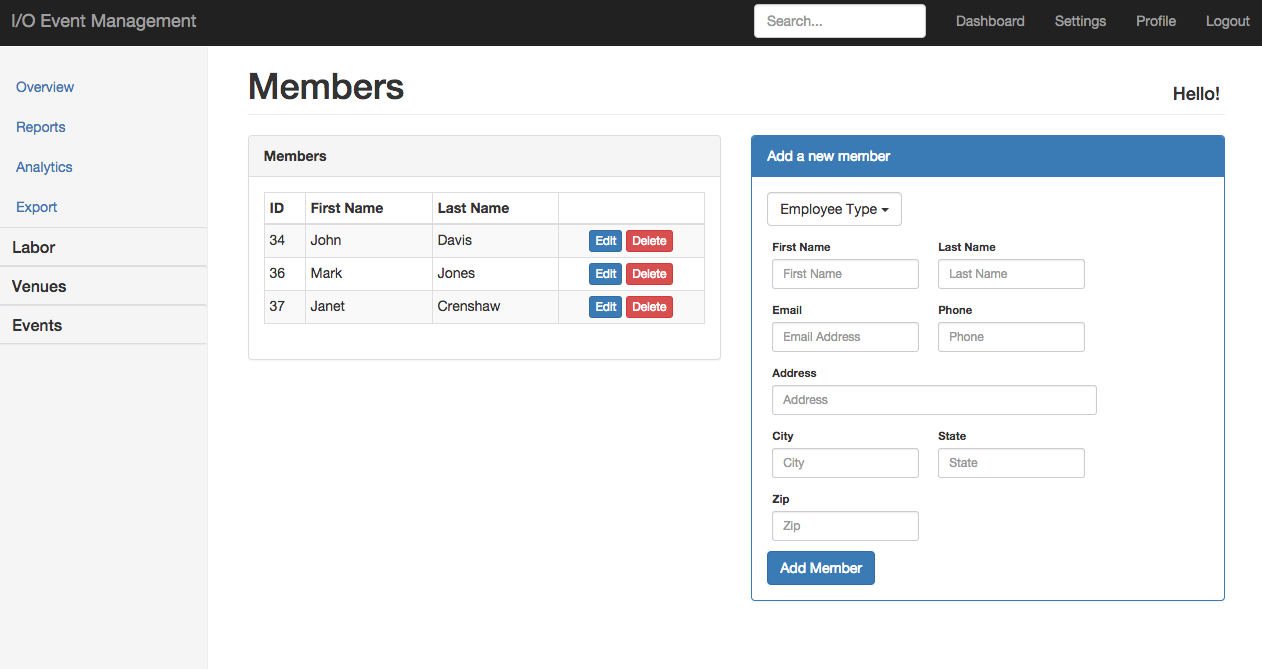 I/O Event Management
Search...
Dashboard
Settings
Profile
Logout
Overview
Reports
Analytics
Export
Labor
Venues
Events
Members
Hello!
Members
ID First Name Last Name
34 John Davis Edit Delete
36 Mark Jones Edit Delete
37 Janet Crenshaw Edit Delete
Add a new member
Employee Type
First Name Last Name
First Name Last Name
Email Phone
Email Address Phone
Address
Address
City State
City State
Zip
Zip
Add Member